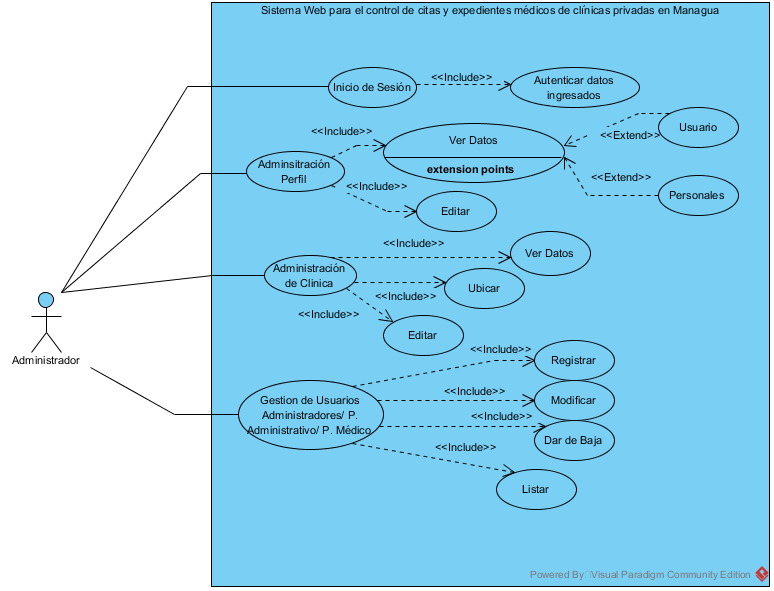 Sistema Web para el control de citas y expedientes médicos de clínicas privadas en Managua
Inicio de Sesión
<<Include>>
Autenticar datos
ingresados
Adminsitración
Perfil
<<Include>>
Ver Datos
extension points
<<Extend>>
Usuario
<<Extend>>
Personales
<<Include>>
Editar
Administración
de Clinica
<<Include>>
Ver Datos
<<Include>>
Ubicar
<<Include>>
Editar
Administrador
Gestion de Usuarios
Administradores/ P.
Administrativo/ P. Médico
<<Include>>
Registrar
<<Include>>
Modificar
<<Include>>
Dar de Baja
<<Include>>
Listar
Powered By Visual Paradigm Community Edition